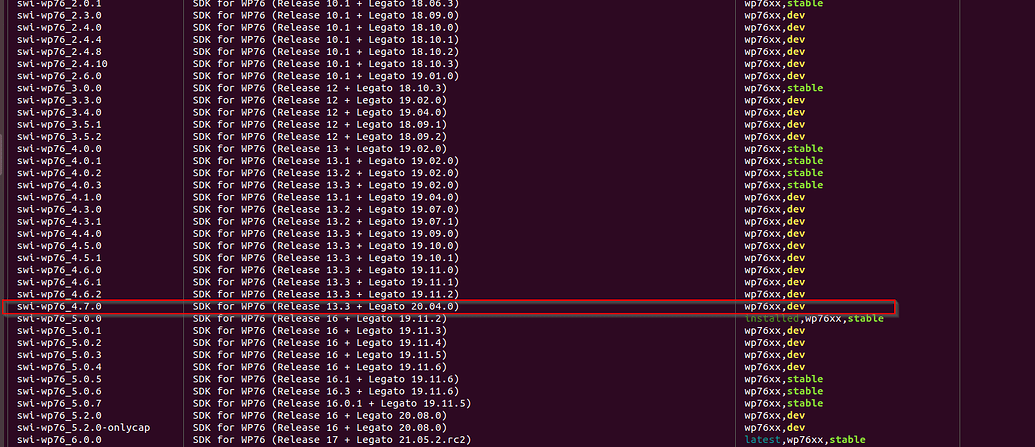 swi-wp76_2.0.1 SDK for WP76 (Release 10.1 + Legato 18.06.3) wp76xx,stable
swi-wp76_2.3.0 SDK for WP76 (Release 10.1 + Legato 18.09.0) wp76xx,dev
swi-wp76_2.4.0 SDK for WP76 (Release 10.1 + Legato 18.10.0) wp76xx,dev
swi-wp76_2.4.4 SDK for WP76 (Release 10.1 + Legato 18.10.1) wp76xx,dev
swi-wp76_2.4.8 SDK for WP76 (Release 10.1 + Legato 18.10.2) wp76xx,dev
swi-wp76_2.4.10 SDK for WP76 (Release 10.1 + Legato 18.10.3) wp76xx,dev
swi-wp76_2.6.0 SDK for WP76 (Release 10.1 + Legato 19.01.0) wp76xx,dev
swi-wp76_3.0.0 SDK for WP76 (Release 12 + Legato 18.10.3) wp76xx,stable
swi-wp76_3.3.0 SDK for WP76 (Release 12 + Legato 19.02.0) wp76xx,dev
swi-wp76_3.4.0 SDK for WP76 (Release 12 + Legato 19.04.0) wp76xx,dev
swi-wp76_3.5.1 SDK for WP76 (Release 12 + Legato 18.09.1) wp76xx,dev
swi-wp76_3.5.2 SDK for WP76 (Release 12 + Legato 18.09.2) wp76xx,dev
swi-wp76_4.0.0 SDK for WP76 (Release 13 + Legato 19.02.0) wp76xx,stable
swi-wp76_4.0.1 SDK for WP76 (Release 13.1 + Legato 19.02.0) wp76xx,stable
swi-wp76_4.0.2 SDK for WP76 (Release 13.2 + Legato 19.02.0) wp76xx,stable
swi-wp76_4.0.3 SDK for WP76 (Release 13.3 + Legato 19.02.0) wp76xx,stable
swi-wp76_4.1.0 SDK for WP76 (Release 13.1 + Legato 19.04.0) wp76xx,dev
swi-wp76_4.3.0 SDK for WP76 (Release 13.2 + Legato 19.07.0) wp76xx,dev
swi-wp76_4.3.1 SDK for WP76 (Release 13.2 + Legato 19.07.1) wp76xx,dev
swi-wp76_4.4.0 SDK for WP76 (Release 13.3 + Legato 19.09.0) wp76xx,dev
swi-wp76_4.5.0 SDK for WP76 (Release 13.3 + Legato 19.10.0) wp76xx,dev
swi-wp76_4.5.1 SDK for WP76 (Release 13.3 + Legato 19.10.1) wp76xx,dev
swi-wp76_4.6.0 SDK for WP76 (Release 13.3 + Legato 19.11.0) wp76xx,dev
swi-wp76_4.6.1 SDK for WP76 (Release 13.3 + Legato 19.11.1) wp76xx,dev
swi-wp76_4.6.2 SDK for WP76 (Release 13.3 + Legato 19.11.2) wp76xx,dev
swi-wp76_4.7.0 SDK for WP76 (Release 13.3 + Legato 20.04.0) wp76xx,dev
swi-wp76_5.0.0 SDK for WP76 (Release 16 + Legato 19.11.2) installed,wp76xx,stable
swi-wp76_5.0.1 SDK for WP76 (Release 16 + Legato 19.11.3) wp76xx,dev
swi-wp76_5.0.2 SDK for WP76 (Release 16 + Legato 19.11.4) wp76xx,dev
swi-wp76_5.0.3 SDK for WP76 (Release 16 + Legato 19.11.5) wp76xx,dev
swi-wp76_5.0.4 SDK for WP76 (Release 16 + Legato 19.11.6) wp76xx,dev
swi-wp76_5.0.5 SDK for WP76 (Release 16.1 + Legato 19.11.6) wp76xx,stable
swi-wp76_5.0.6 SDK for WP76 (Release 16.3 + Legato 19.11.6) wp76xx,stable
swi-wp76_5.0.7 SDK for WP76 (Release 16.0.1 + Legato 19.11.5) wp76xx,stable
swi-wp76_5.2.0 SDK for WP76 (Release 16 + Legato 20.08.0) wp76xx,dev
swi-wp76_5.2.0-onlycap SDK for WP76 (Release 16 + Legato 20.08.0) wp76xx,dev
swi-wp76_6.0.0 SDK for WP76 (Release 17 + Legato 21.05.2.rc2) latest,wp76xx,stable